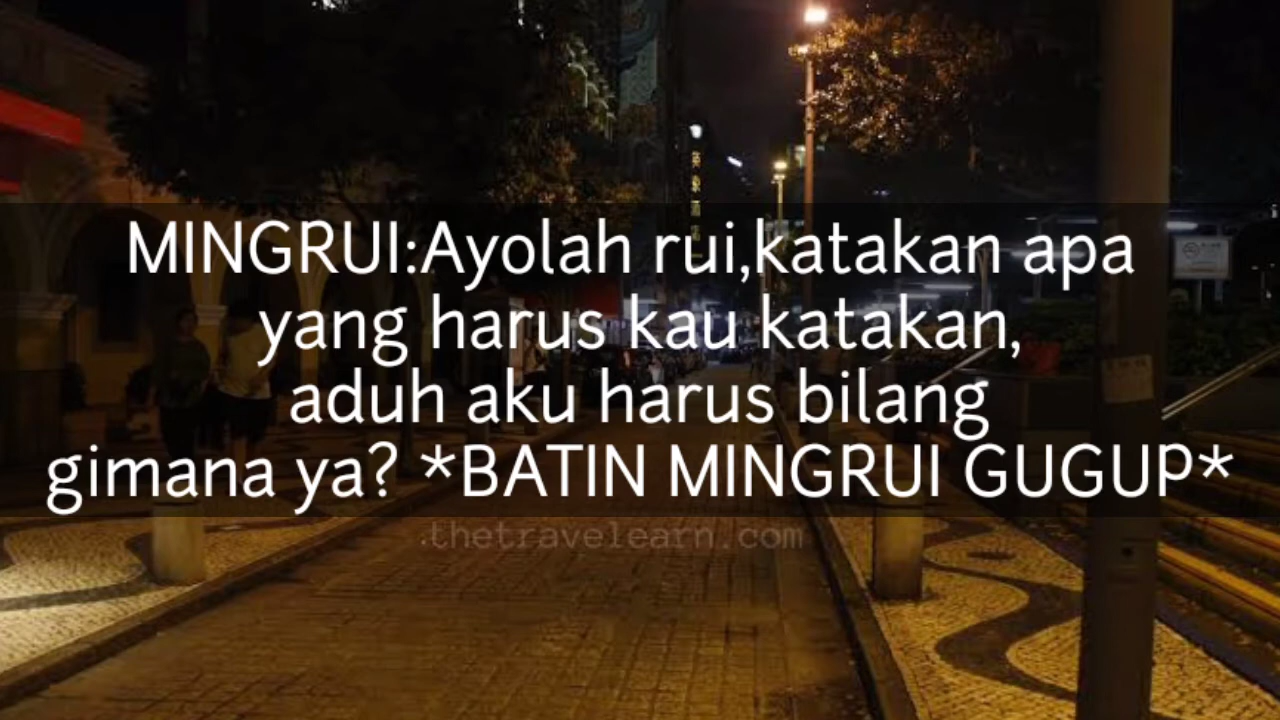 MINGRUI:Ayolah rui,katakan apa
yang harus kau katakan,
aduh aku harus bilang
gimana ya? *BATIN MINGRUI GUGUP*
thetravelearn.com